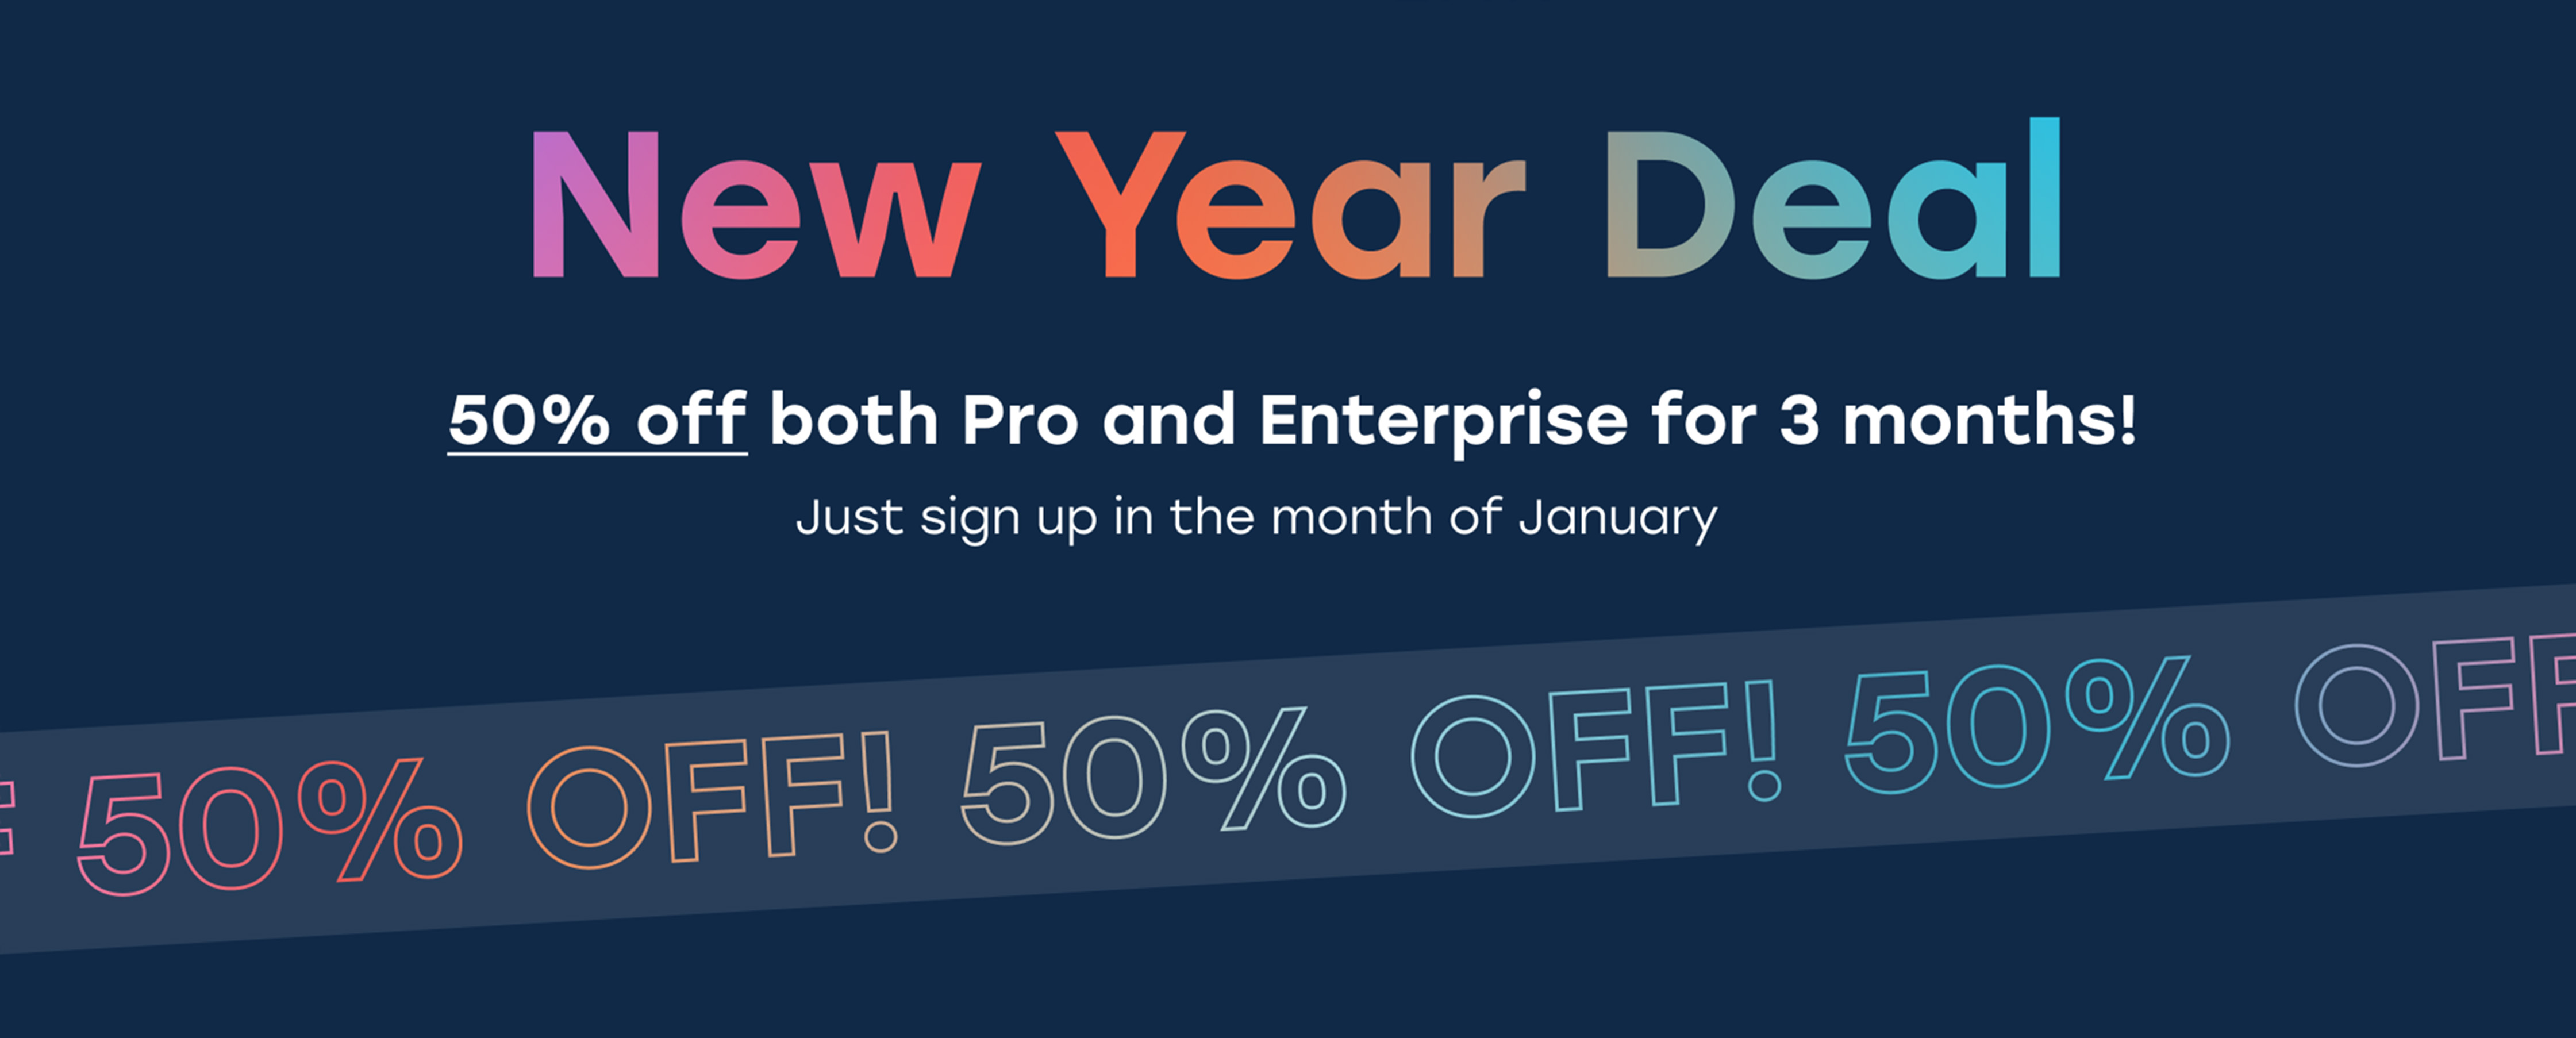 New Year Deal
50% off both Pro and Enterprise for 3 months!
Just sign up in the month of January
F 50% OFF! 50% OFF! 50% OFF